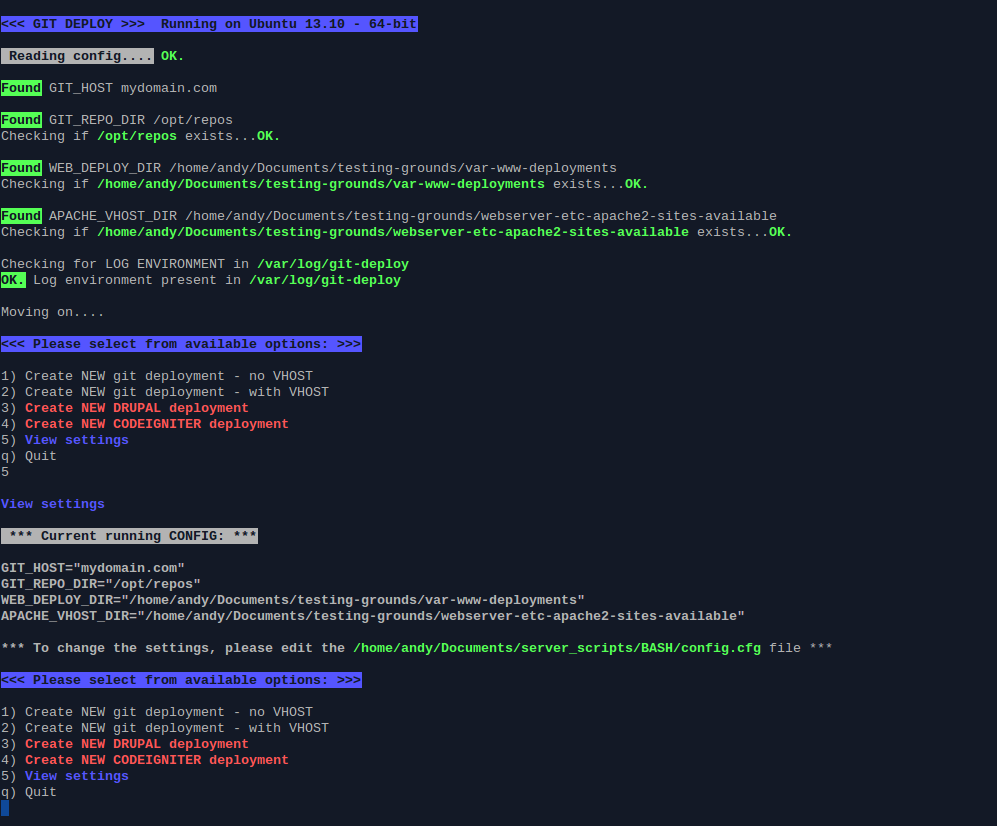 <<< GIT DEPLOY >>>  Running on Ubuntu 13.10 - 64-bit
Reading config.... OK.
Found GIT_HOST mydomain.com
Found GIT_REPO_DIR /opt/repos
Checking if /opt/repos exists...OK.
Found WEB_DEPLOY_DIR /home/andy/Documents/testing-grounds/var-www-deployments
Checking if /home/andy/Documents/testing-grounds/var-www-deployments exists...OK.
Found APACHE_VHOST_DIR /home/andy/Documents/testing-grounds/webserver-etc-apache2-sites-available
Checking if /home/andy/Documents/testing-grounds/webserver-etc-apache2-sites-available exists...OK.
Checking for LOG ENVIRONMENT in /var/log/git-deploy
OK. Log environment present in /var/log/git-deploy
Moving on....
<<< Please select from available options: >>>
1) Create NEW git deployment - no VHOST
2) Create NEW git deployment - with VHOST
3) Create NEW DRUPAL deployment
4) Create NEW CODEIGNITER deployment
5) View settings
q) Quit
5
View settings
*** Current running CONFIG: ***
GIT_HOST="mydomain.com"
GIT_REPO_DIR="/opt/repos"
WEB_DEPLOY_DIR="/home/andy/Documents/testing-grounds/var-www-deployments"
APACHE_VHOST_DIR="/home/andy/Documents/testing-grounds/webserver-etc-apache2-sites-available"
*** To change the settings, please edit the /home/andy/Documents/server_scripts/BASH/config.cfg file ***
<<< Please select from available options: >>>
1) Create NEW git deployment - no VHOST
2) Create NEW git deployment - with VHOST
3) Create NEW DRUPAL deployment
4) Create NEW CODEIGNITER deployment
5) View settings
q) Quit